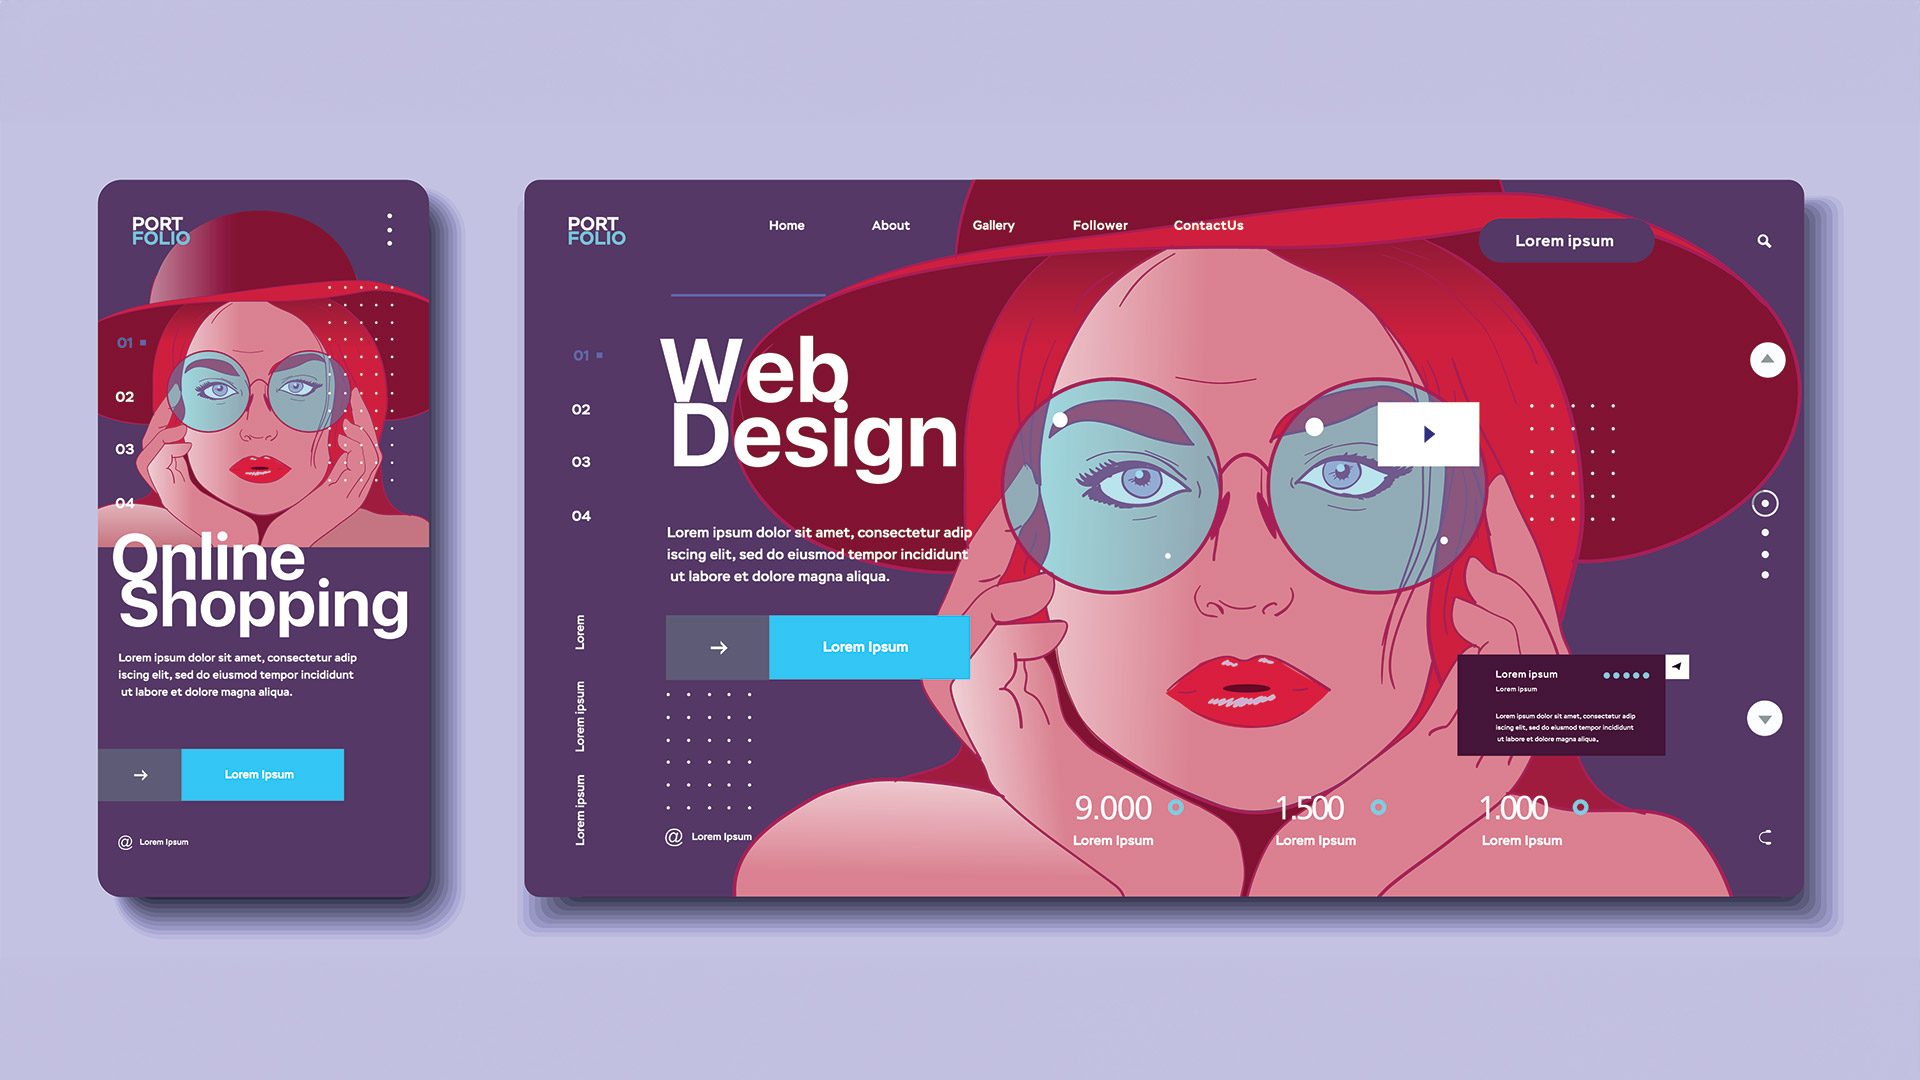 PORT
FOLIO
01
02
03
04
Online
Shopping
Lorem ipsum dolor sit amet, consectetur adip
iscing elit, sed do eiusmod tempor incididunt
ut labore et dolore magna aliqua.
→ Lorem Ipsum
@ Lorem Ipsum
PORT
FOLIO
Home About Gallery Follower ContactUs
Lorem ipsum
01
02
03
04
Web
Design
Lorem ipsum dolor sit amet, consectetur adip
iscing elit, sed do eiusmod tempor incididunt
ut labore et dolore magna aliqua.
→ Lorem Ipsum
Lorem
Lorem ipsum
Lorem ipsum
@ Lorem Ipsum
Lorem ipsum
Lorem ipsum
Lorem ipsum dolor sit amet, consectetur adip
iscing elit, sed do eiusmod tempor incididunt
ut labore et dolore magna aliqua.
9.000 1.500 1.000
Lorem Ipsum Lorem Ipsum Lorem Ipsum